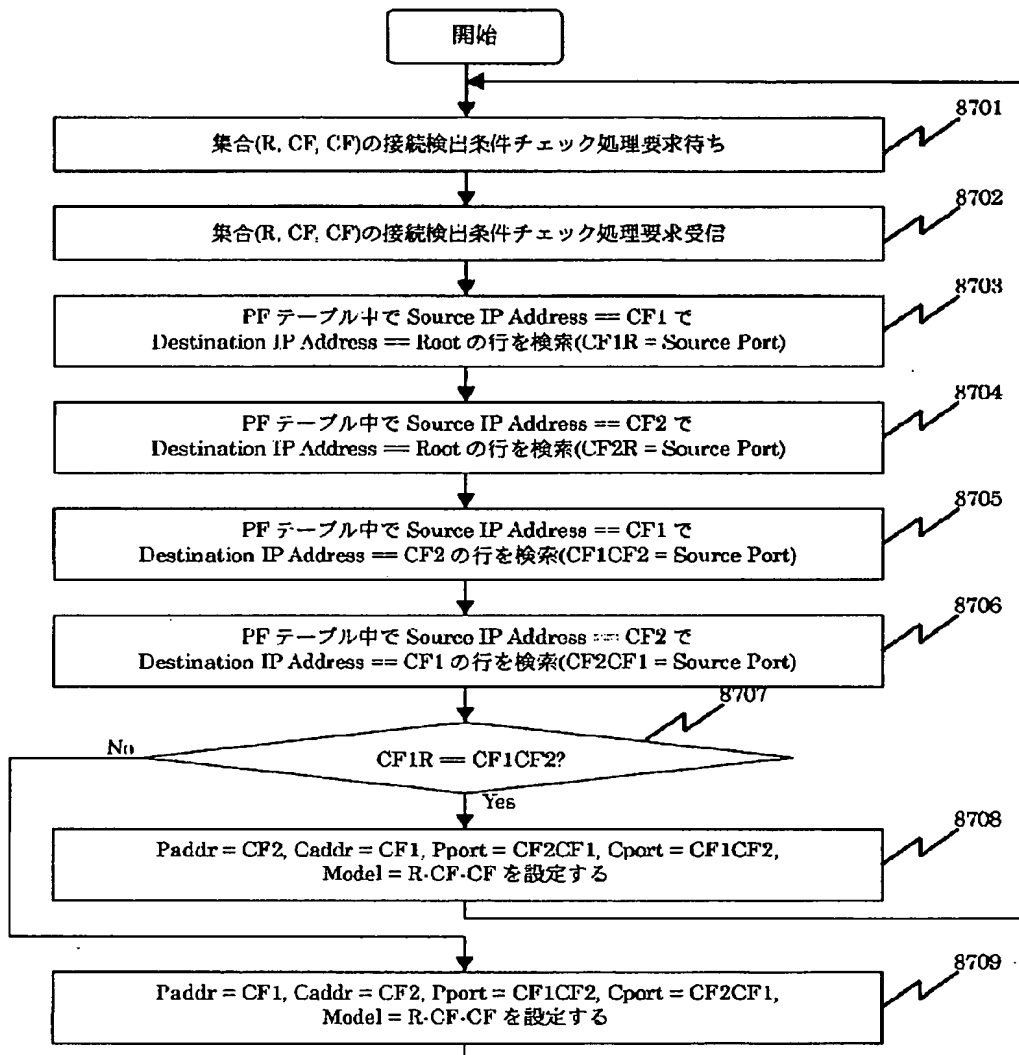 開始
集合(R, CF, CF)の接続検出条件チェック処理要求待ち
8701
集合(R, CF, CF)の接続検出条件チェック処理要求受信
8702
PF テーブル中で Source IP Address == CF1 で
Destination IP Address == Root の行を検索(CF1R = Source Port)
8703
PF テーブル中で Source IP Address == CF2 で
Destination IP Address == Root の行を検索(CF2R = Source Port)
8704
PF テーブル中で Source IP Address == CF1 で
Destination IP Address == CF2 の行を検索(CF1CF2 = Source Port)
8705
PF テーブル中で Source IP Address == CF2 で
Destination IP Address == CF1 の行を検索(CF2CF1 = Source Port)
8706
8707
No
CF1R == CF1CF2?
Yes
Paddr = CF2, Caddr = CF1, Pport = CF2CF1, Cport = CF1CF2,
Model = R-CF-CF を設定する
8708
Paddr = CF1, Caddr = CF2, Pport = CF1CF2, Cport = CF2CF1,
Model = R-CF-CF を設定する
8709